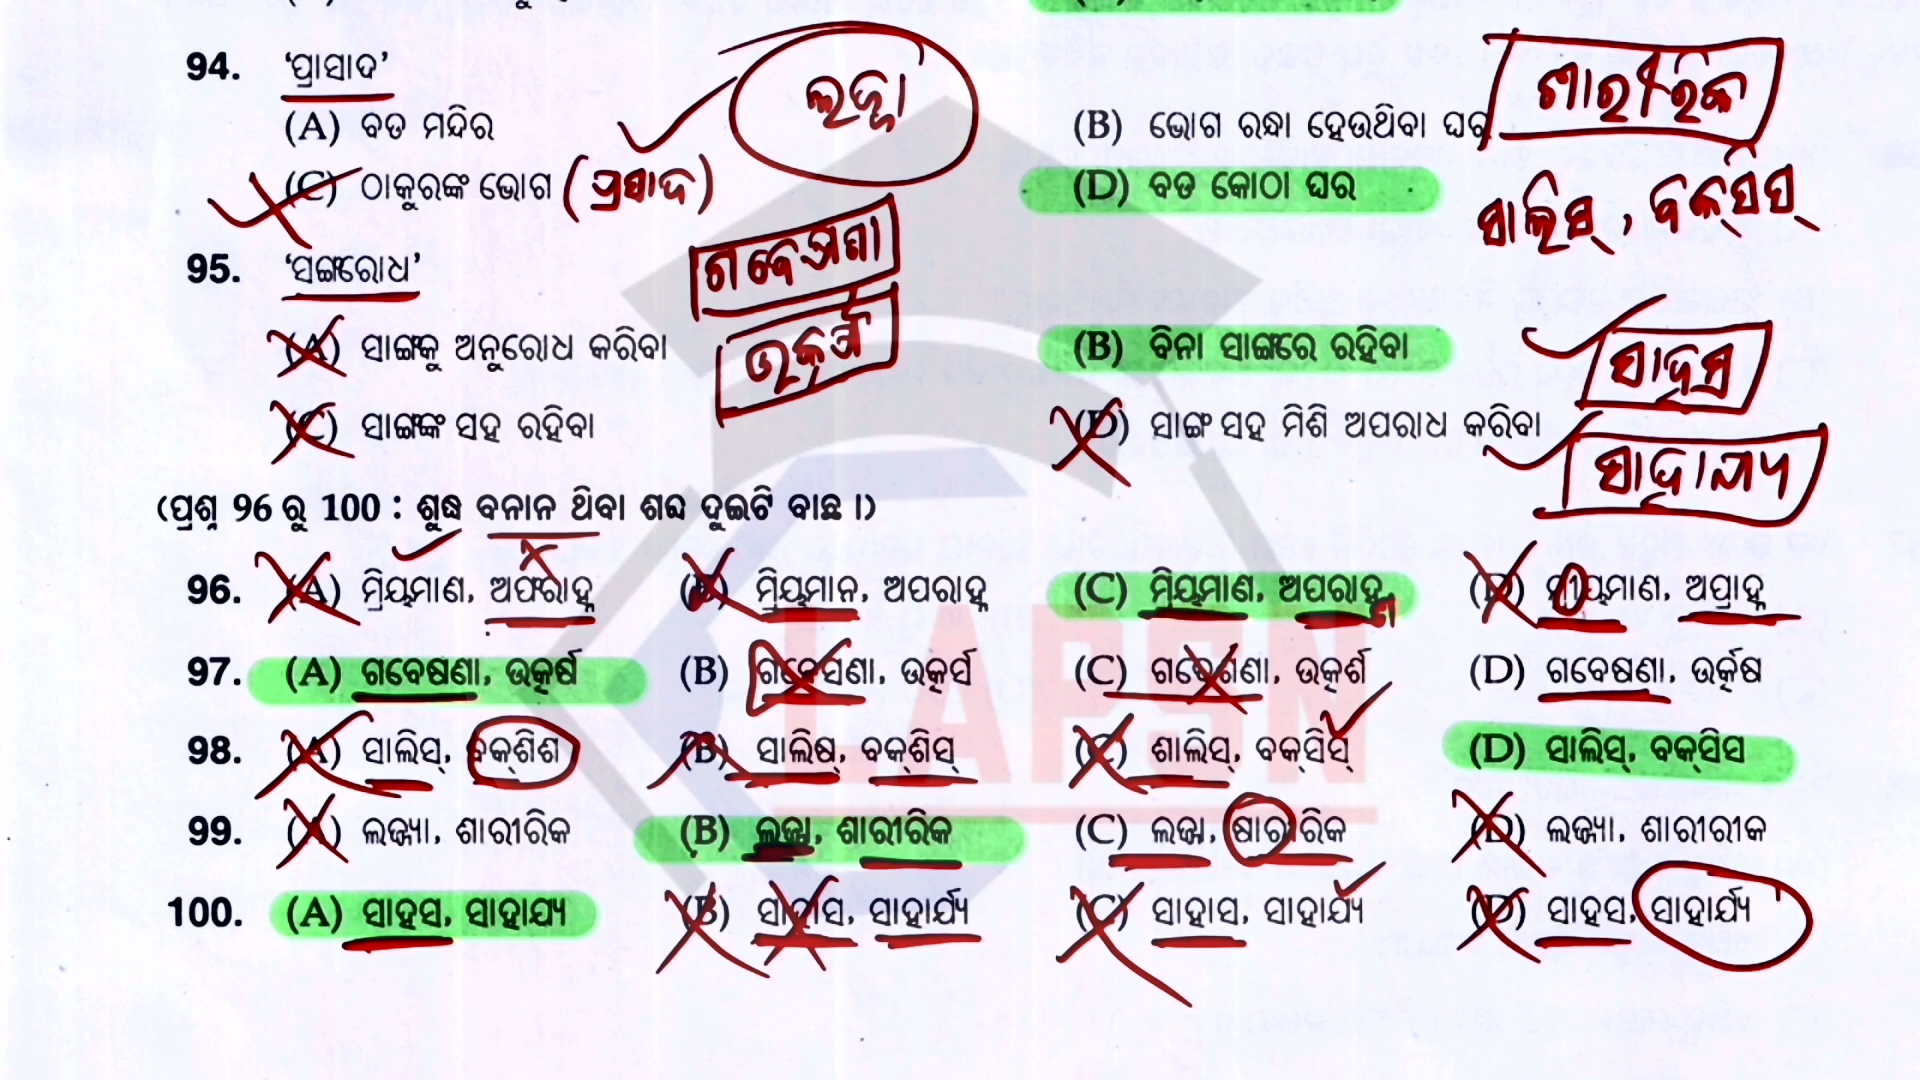 94. ‘ପ୍ରାସାଦ’
ଲଜ୍ଜା
ଶାରୀରିକ
(A) ବଡ ମନ୍ଦିର (B) ଭୋଗ ରନ୍ଧା ହେଉଥିବା ଘର
(C) ଠାକୁରଙ୍କ ଭୋଗ (ପ୍ରସାଦ) (D) ବଡ କୋଠା ଘର
ସାଲିସ୍, ବକ୍‌ସିସ୍
95. ‘ସଙ୍ଗରୋଧ’
ଗବେଷଣା
(A) ସାଙ୍ଗକୁ ଅନୁରୋଧ କରିବା (B) ବିନା ସାଙ୍ଗରେ ରହିବା
ଉତ୍କର୍ଷ
ସାହସ
(C) ସାଙ୍ଗଙ୍କ ସହ ରହିବା (D) ସାଙ୍ଗ ସହ ମିଶି ଅପରାଧ କରିବା
ସାହାଯ୍ୟ
(ପ୍ରଶ୍ନ 96 ରୁ 100 : ଶୁଦ୍ଧ ବନାନ ଥିବା ଶବ୍ଦ ଦୁଇଟି ବାଛ ।)
96. (A) ମ୍ରିୟମାଣ, ଅଫରାହ୍ନ (B) ମ୍ରିୟମାନ, ଅପରାହ୍ନ (C) ମ୍ରିୟମାଣ, ଅପରାହ୍ନ (D) ମ୍ରୀୟମାଣ, ଅପ୍ରାହ୍ନ
97. (A) ଗବେଷଣା, ଉତ୍କର୍ଷ (B) ଗବେସଣା, ଉତ୍କର୍ସ (C) ଗବେଶଣା, ଉତ୍କର୍ଶ (D) ଗବେଷଣା, ଉର୍ତ୍କଷ
98. (A) ସାଲିସ୍, ବକ୍‌ଶିଶ (B) ସାଲିଷ୍, ବକ୍‌ଶିସ୍ (C) ଶାଲିସ୍, ବକ୍‌ସିସ୍ (D) ସାଲିସ୍, ବକ୍‌ସିସ
99. (A) ଲଜ୍ଜ୍ୟା, ଶାରୀରିକ (B) ଲଜ୍ଜା, ଶାରୀରିକ (C) ଲଜ୍ଜା, ଷାରୀରିକ (D) ଲଜ୍ଜ୍ୟା, ଶାରୀରୀକ
100. (A) ସାହସ, ସାହାଯ୍ୟ (B) ସାହାସ, ସାହାର୍ଯ୍ୟ (C) ସାହାସ, ସାହାଯ୍ୟ (D) ସାହସ, ସାହାର୍ଯ୍ୟ
LAPSN